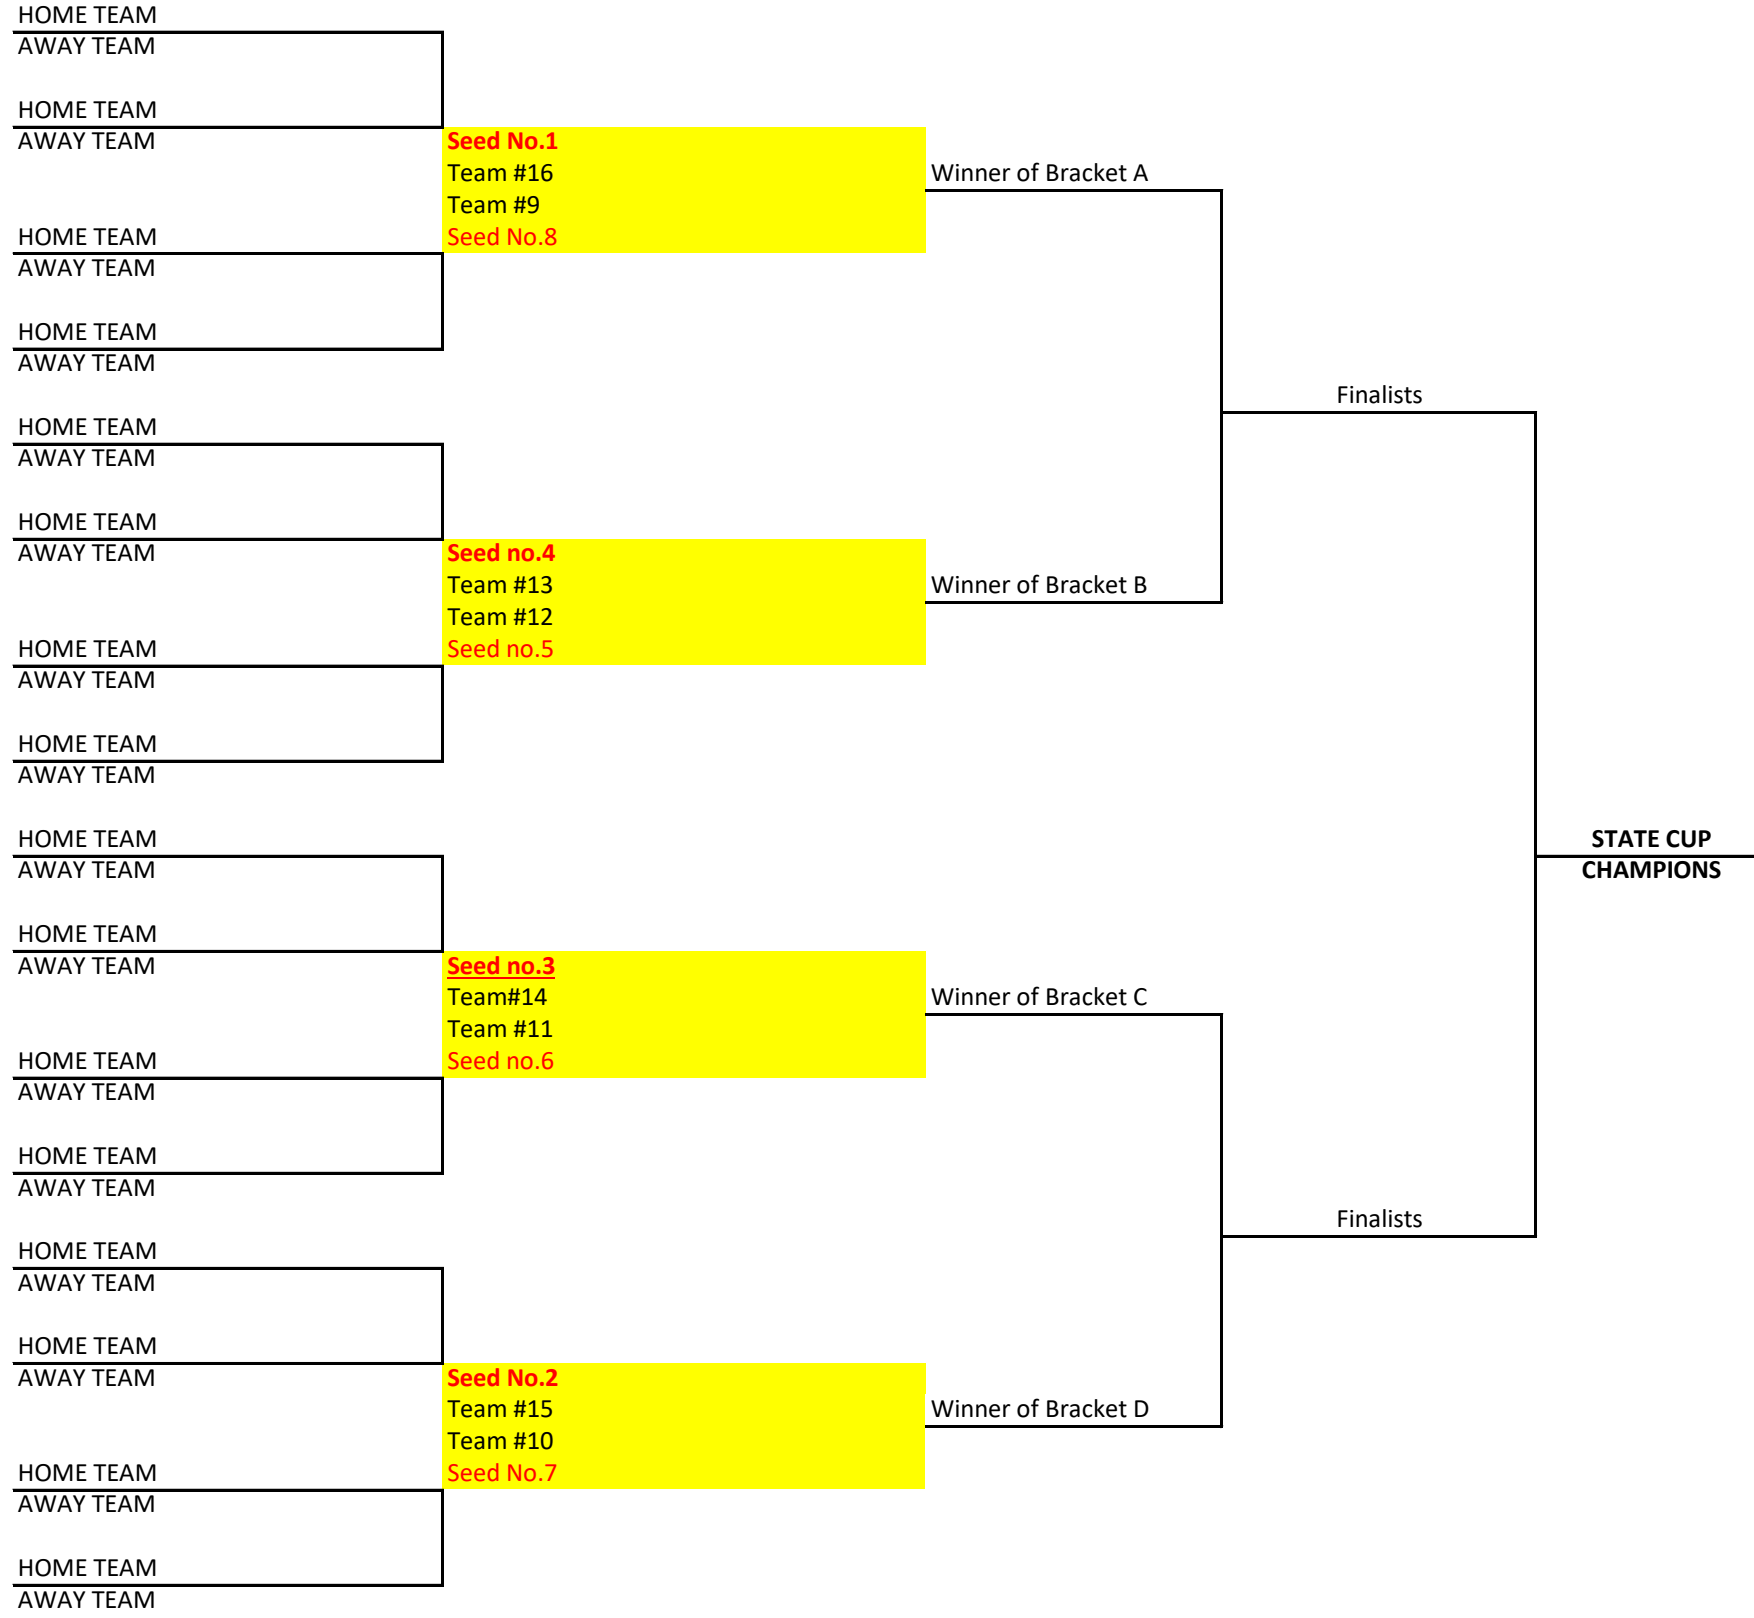 HOME TEAM
AWAY TEAM
HOME TEAM
AWAY TEAM
Seed No.1
Team #16
Winner of Bracket A
Team #9
HOME TEAM
Seed No.8
AWAY TEAM
HOME TEAM
AWAY TEAM
Finalists
HOME TEAM
AWAY TEAM
HOME TEAM
AWAY TEAM
Seed no.4
Team #13
Winner of Bracket B
Team #12
HOME TEAM
Seed no.5
AWAY TEAM
HOME TEAM
AWAY TEAM
HOME TEAM
STATE CUP
AWAY TEAM
CHAMPIONS
HOME TEAM
AWAY TEAM
Seed no.3
Team#14
Winner of Bracket C
Team #11
HOME TEAM
Seed no.6
AWAY TEAM
HOME TEAM
AWAY TEAM
Finalists
HOME TEAM
AWAY TEAM
HOME TEAM
AWAY TEAM
Seed No.2
Team #15
Winner of Bracket D
Team #10
HOME TEAM
Seed No.7
AWAY TEAM
HOME TEAM
AWAY TEAM